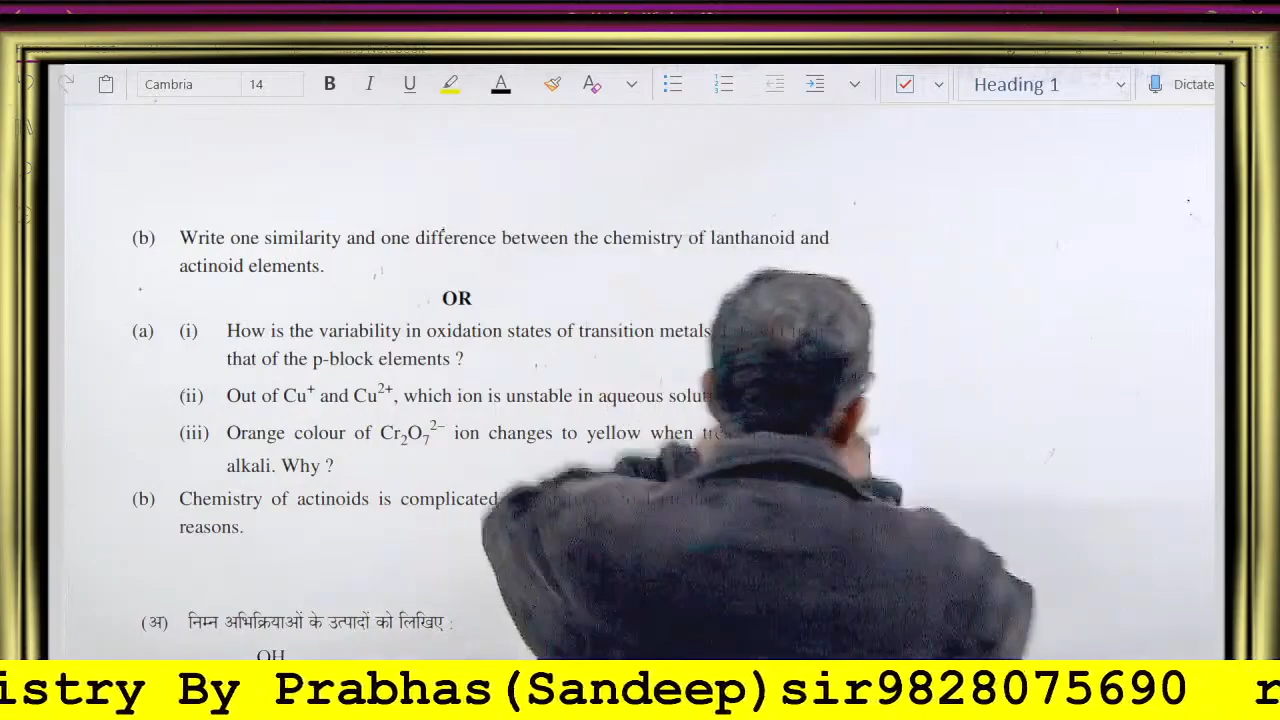 Cambria 14 B I U A A Heading 1 Dictate
(b) Write one similarity and one difference between the chemistry of lanthanoid and
actinoid elements.
OR
(a) (i) How is the variability in oxidation states of transition metals
that of the p-block elements ?
(ii) Out of Cu⁺ and Cu²⁺, which ion is unstable in aqueous
(iii) Orange colour of Cr₂O₇²⁻ ion changes to yellow when
alkali. Why ?
(b) Chemistry of actinoids is complicated
reasons.
(अ) निम्न अभिक्रियाओं के उत्पादों को लिखिए :
OH
istry By Prabhas(Sandeep)sir9828075690 r